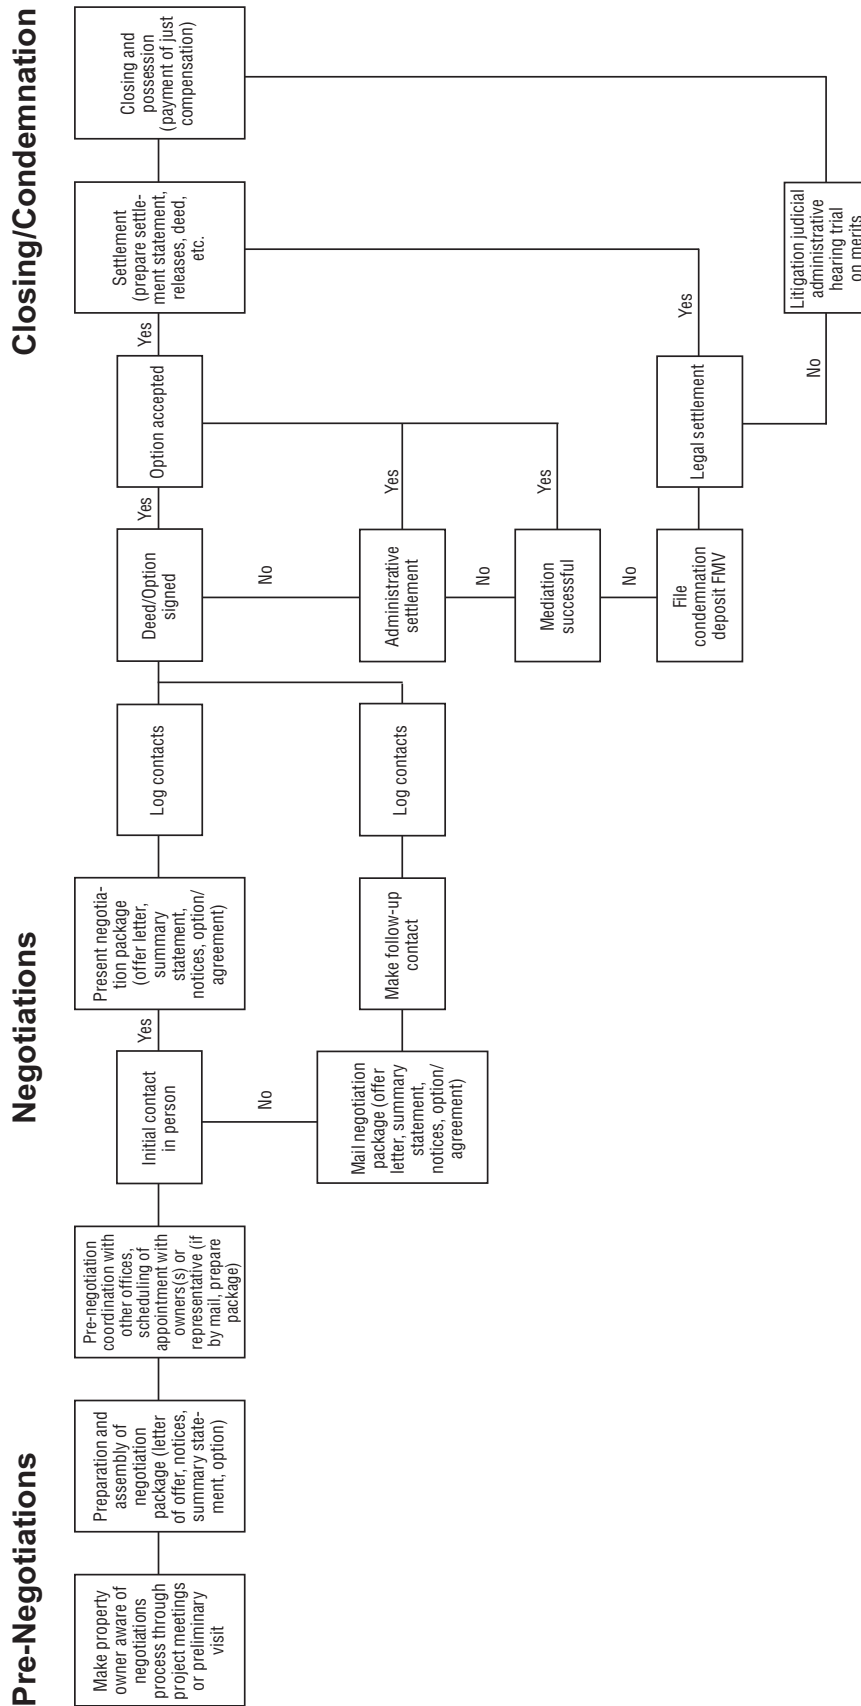 Pre-Negotiations
Negotiations
Closing/Condemnation
Make property
owner aware of
negotiations
process through
project meetings
or preliminary
visit
Preparation and
assembly of
negotiation
package (letter
of offer, notices,
summary state-
ment, option)
Pre-negotiation
coordination with
other offices,
scheduling of
appointment with
owners(s) or
representative (if
by mail, prepare
package)
Initial contact
in person
Yes
Present negotia-
tion package
(offer letter,
summary
statement,
notices, option/
agreement)
Log contacts
Deed/Option
signed
Yes
Option accepted
Yes
Settlement
(prepare settle-
ment statement,
releases, deed,
etc.
Closing and
possession
(payment of just
compensation)
No
Mail negotiation
package (offer
letter, summary
statement,
notices, option/
agreement)
Make follow-up
contact
Log contacts
No
Administrative
settlement
Yes
No
Mediation
successful
Yes
No
File
condemnation
deposit FMV
Legal settlement
Yes
No
Litigation judicial
administrative
hearing trial
on merits